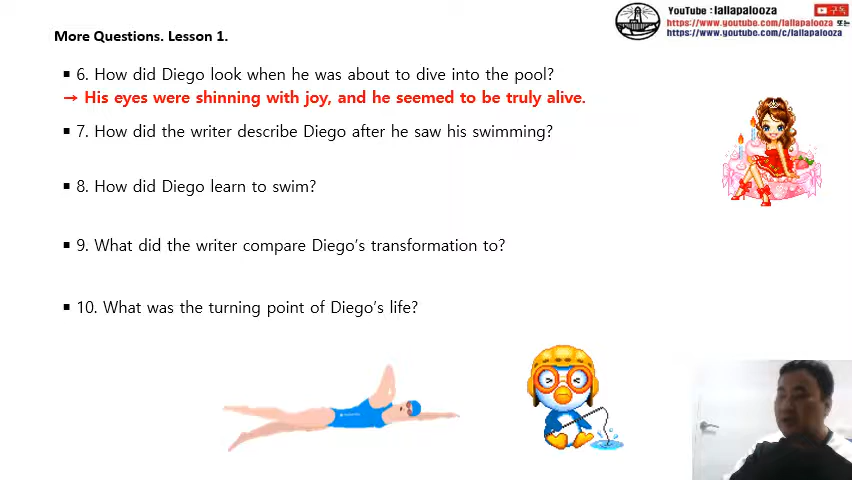 YouTube : lallapalooza
구독
https://www.youtube.com/lallapalooza 또는
https://www.youtube.com/c/lallapalooza
More Questions. Lesson 1.
▪ 6. How did Diego look when he was about to dive into the pool?
→ His eyes were shinning with joy, and he seemed to be truly alive.
▪ 7. How did the writer describe Diego after he saw his swimming?
▪ 8. How did Diego learn to swim?
▪ 9. What did the writer compare Diego's transformation to?
▪ 10. What was the turning point of Diego's life?